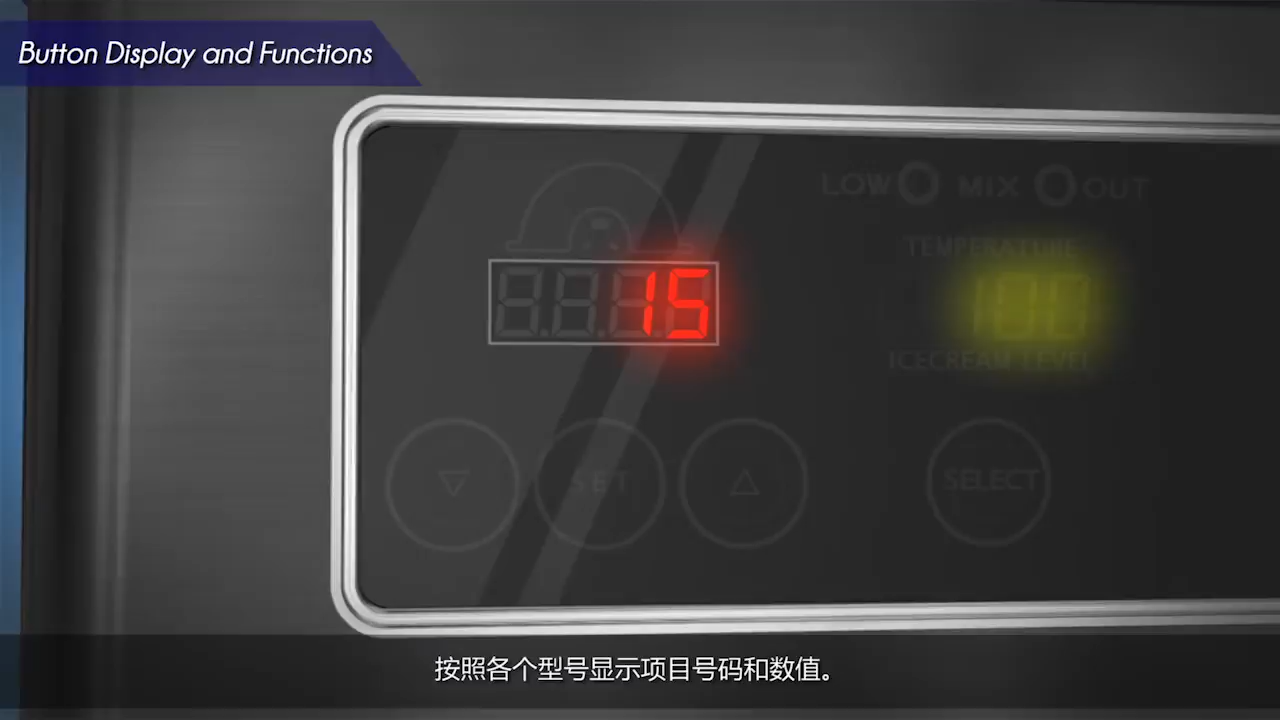 Button Display and Functions
LOW MIX OUT
TEMPERATURE
15
188
ICECREAM LEVEL
SET
SELECT
按照各个型号显示项目号码和数值。